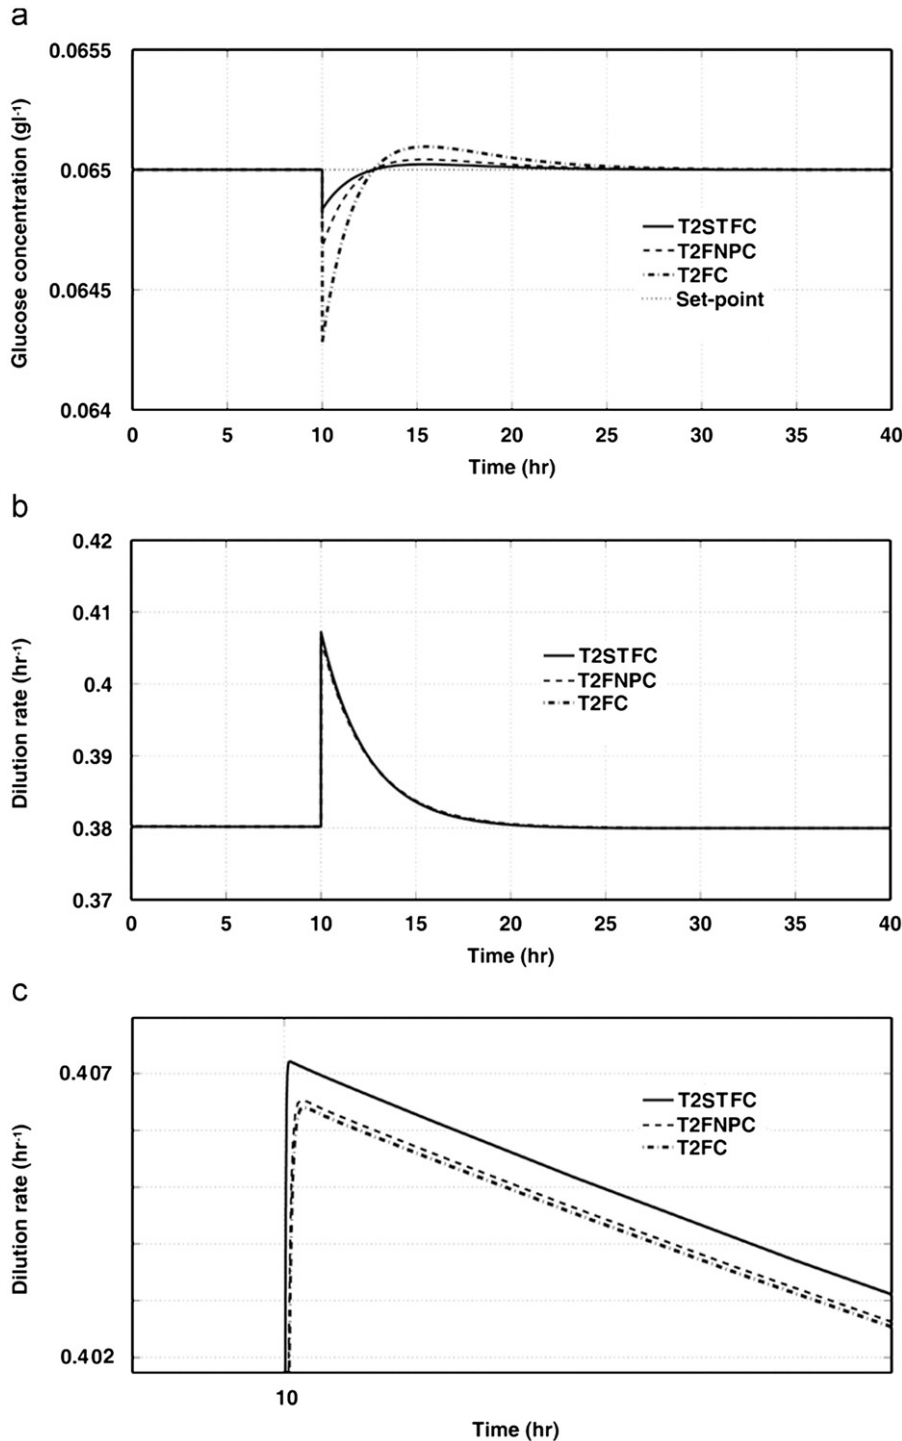 a
0.0655
0.065
0.0645
0.064
Glucose concentration (gl-1)
T2STFC
T2FNPC
T2FC
Set-point
0 5 10 15 20 25 30 35 40
Time (hr)
b
0.42
0.41
0.4
0.39
0.38
0.37
Dilution rate (hr-1)
T2STFC
T2FNPC
T2FC
0 5 10 15 20 25 30 35 40
Time (hr)
c
0.407
0.402
Dilution rate (hr-1)
T2STFC
T2FNPC
T2FC
10
Time (hr)